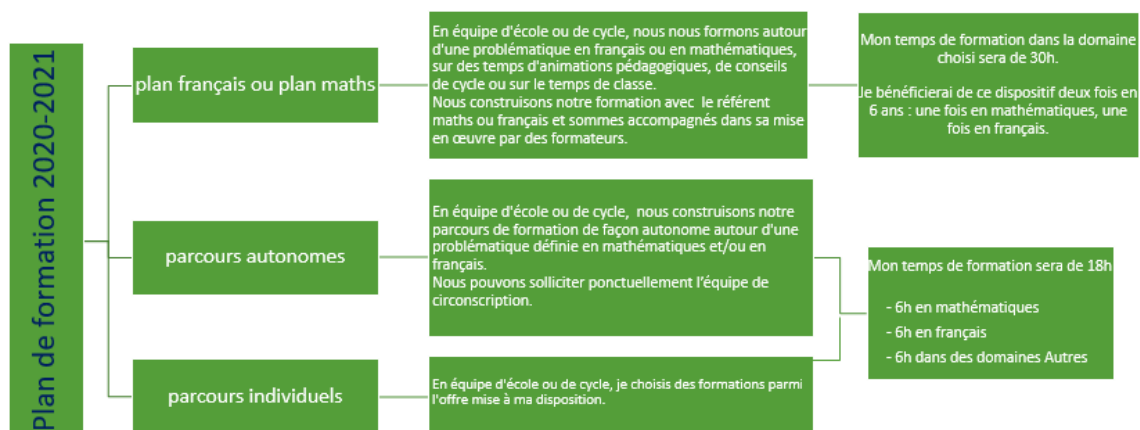 Plan de formation 2020-2021
plan français ou plan maths
En équipe d'école ou de cycle, nous nous formons autour
d'une problématique en français ou en mathématiques,
sur des temps d'animations pédagogiques, de conseils
de cycle ou sur le temps de classe.
Nous construisons notre formation avec le référent
maths ou français et sommes accompagnés dans sa mise
en œuvre par des formateurs.
Mon temps de formation dans la domaine
choisi sera de 30h.
Je bénéficierai de ce dispositif deux fois en
6 ans : une fois en mathématiques, une
fois en français.
parcours autonomes
En équipe d'école ou de cycle, nous construisons notre
parcours de formation de façon autonome autour d'une
problématique définie en mathématiques et/ou en
français.
Nous pouvons solliciter ponctuellement l'équipe de
circonscription.
parcours individuels
En équipe d'école ou de cycle, je choisis des formations parmi
l'offre mise à ma disposition.
Mon temps de formation sera de 18h
- 6h en mathématiques
- 6h en français
- 6h dans des domaines Autres